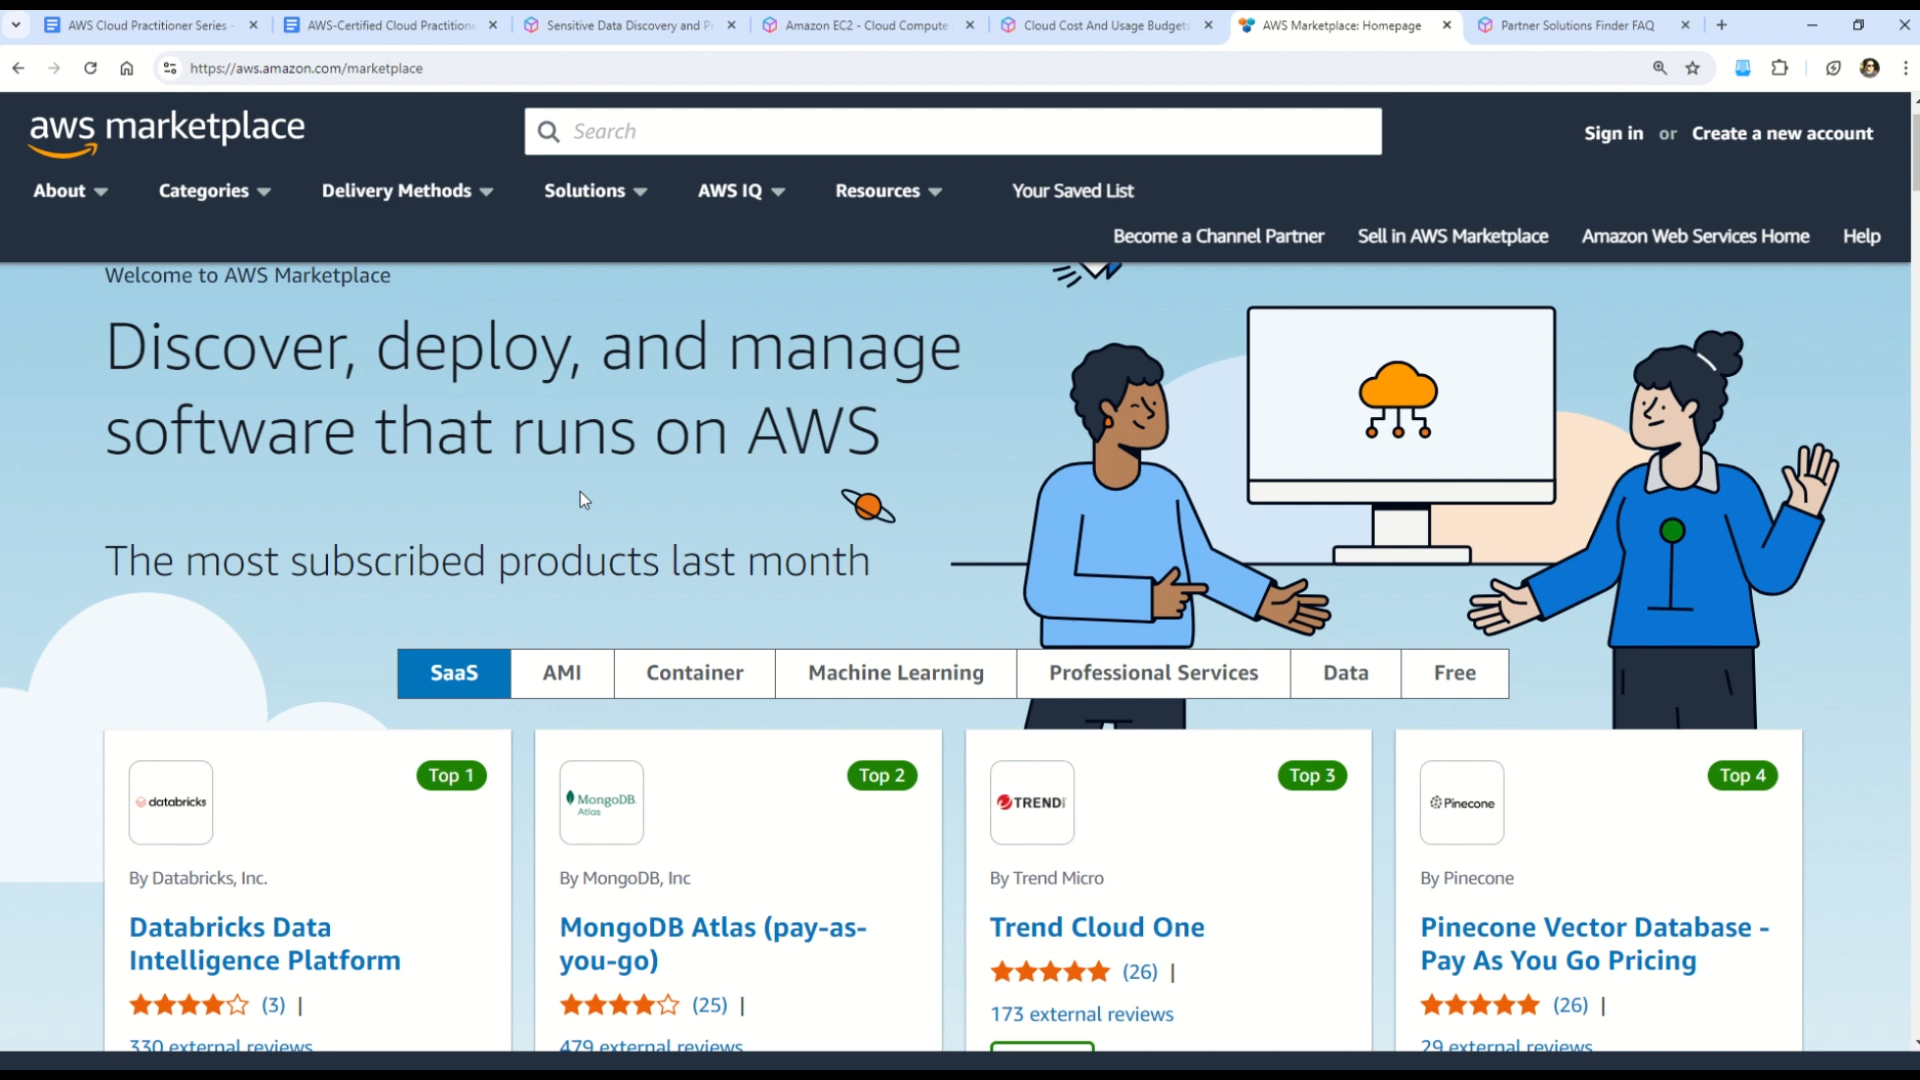 AWS Cloud Practitioner Series -
AWS-Certified Cloud Practitione
Sensitive Data Discovery and Pr
Amazon EC2 - Cloud Compute
Cloud Cost And Usage Budgets
AWS Marketplace: Homepage
Partner Solutions Finder FAQ
https://aws.amazon.com/marketplace
aws marketplace
Search
Sign in or Create a new account
About
Categories
Delivery Methods
Solutions
AWS IQ
Resources
Your Saved List
Become a Channel Partner
Sell in AWS Marketplace
Amazon Web Services Home
Help
Welcome to AWS Marketplace
Discover, deploy, and manage
software that runs on AWS
The most subscribed products last month
SaaS
AMI
Container
Machine Learning
Professional Services
Data
Free
databricks
Top 1
By Databricks, Inc.
Databricks Data
Intelligence Platform
(3) |
330 external reviews
MongoDB.
Atlas
Top 2
By MongoDB, Inc
MongoDB Atlas (pay-as-
you-go)
(25) |
479 external reviews
TREND
Top 3
By Trend Micro
Trend Cloud One
(26) |
173 external reviews
Pinecone
Top 4
By Pinecone
Pinecone Vector Database -
Pay As You Go Pricing
(26) |
29 external reviews